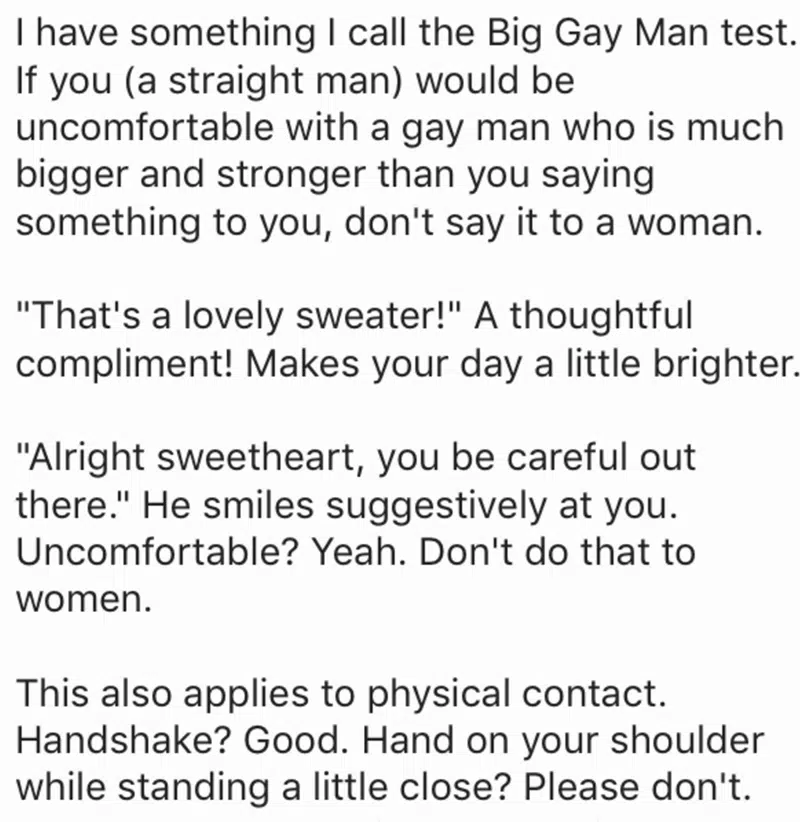 I have something I call the Big Gay Man test.
If you (a straight man) would be
uncomfortable with a gay man who is much
bigger and stronger than you saying
something to you, don't say it to a woman.
"That's a lovely sweater!" A thoughtful
compliment! Makes your day a little brighter.
"Alright sweetheart, you be careful out
there." He smiles suggestively at you.
Uncomfortable? Yeah. Don't do that to
women.
This also applies to physical contact.
Handshake? Good. Hand on your shoulder
while standing a little close? Please don't.